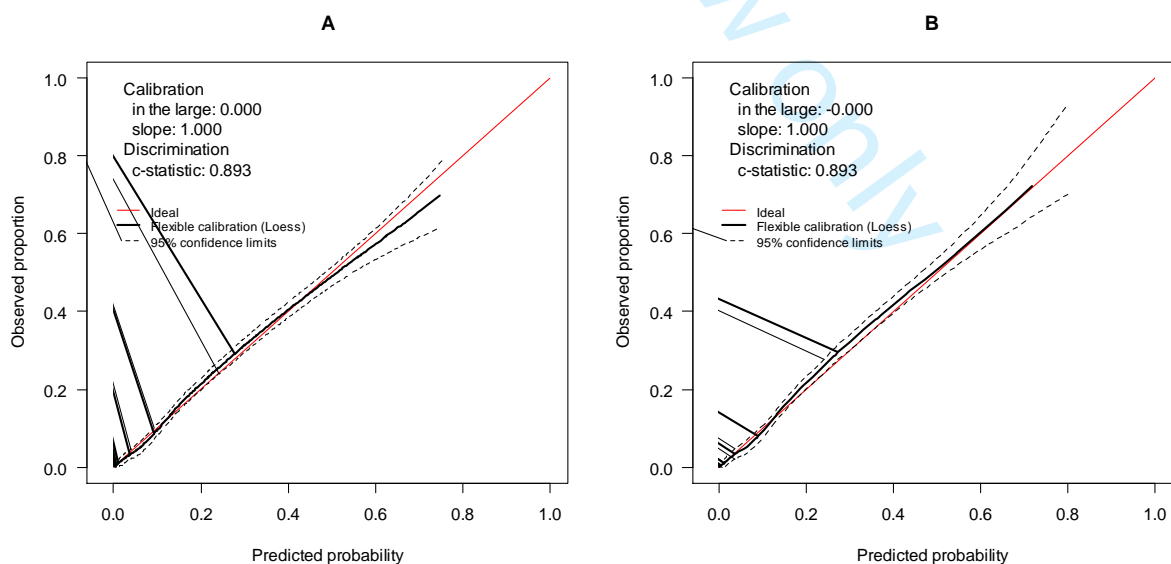 A
Calibration
in the large: 0.000
slope: 1.000
Discrimination
c-statistic: 0.893
Ideal
Flexible calibration (Loess)
95% confidence limits
Observed proportion
1.0
0.8
0.6
0.4
0.2
0.0
0.0 0.2 0.4 0.6 0.8 1.0
Predicted probability
B
Calibration
in the large: -0.000
slope: 1.000
Discrimination
c-statistic: 0.893
Ideal
Flexible calibration (Loess)
95% confidence limits
Observed proportion
1.0
0.8
0.6
0.4
0.2
0.0
0.0 0.2 0.4 0.6 0.8 1.0
Predicted probability
w only